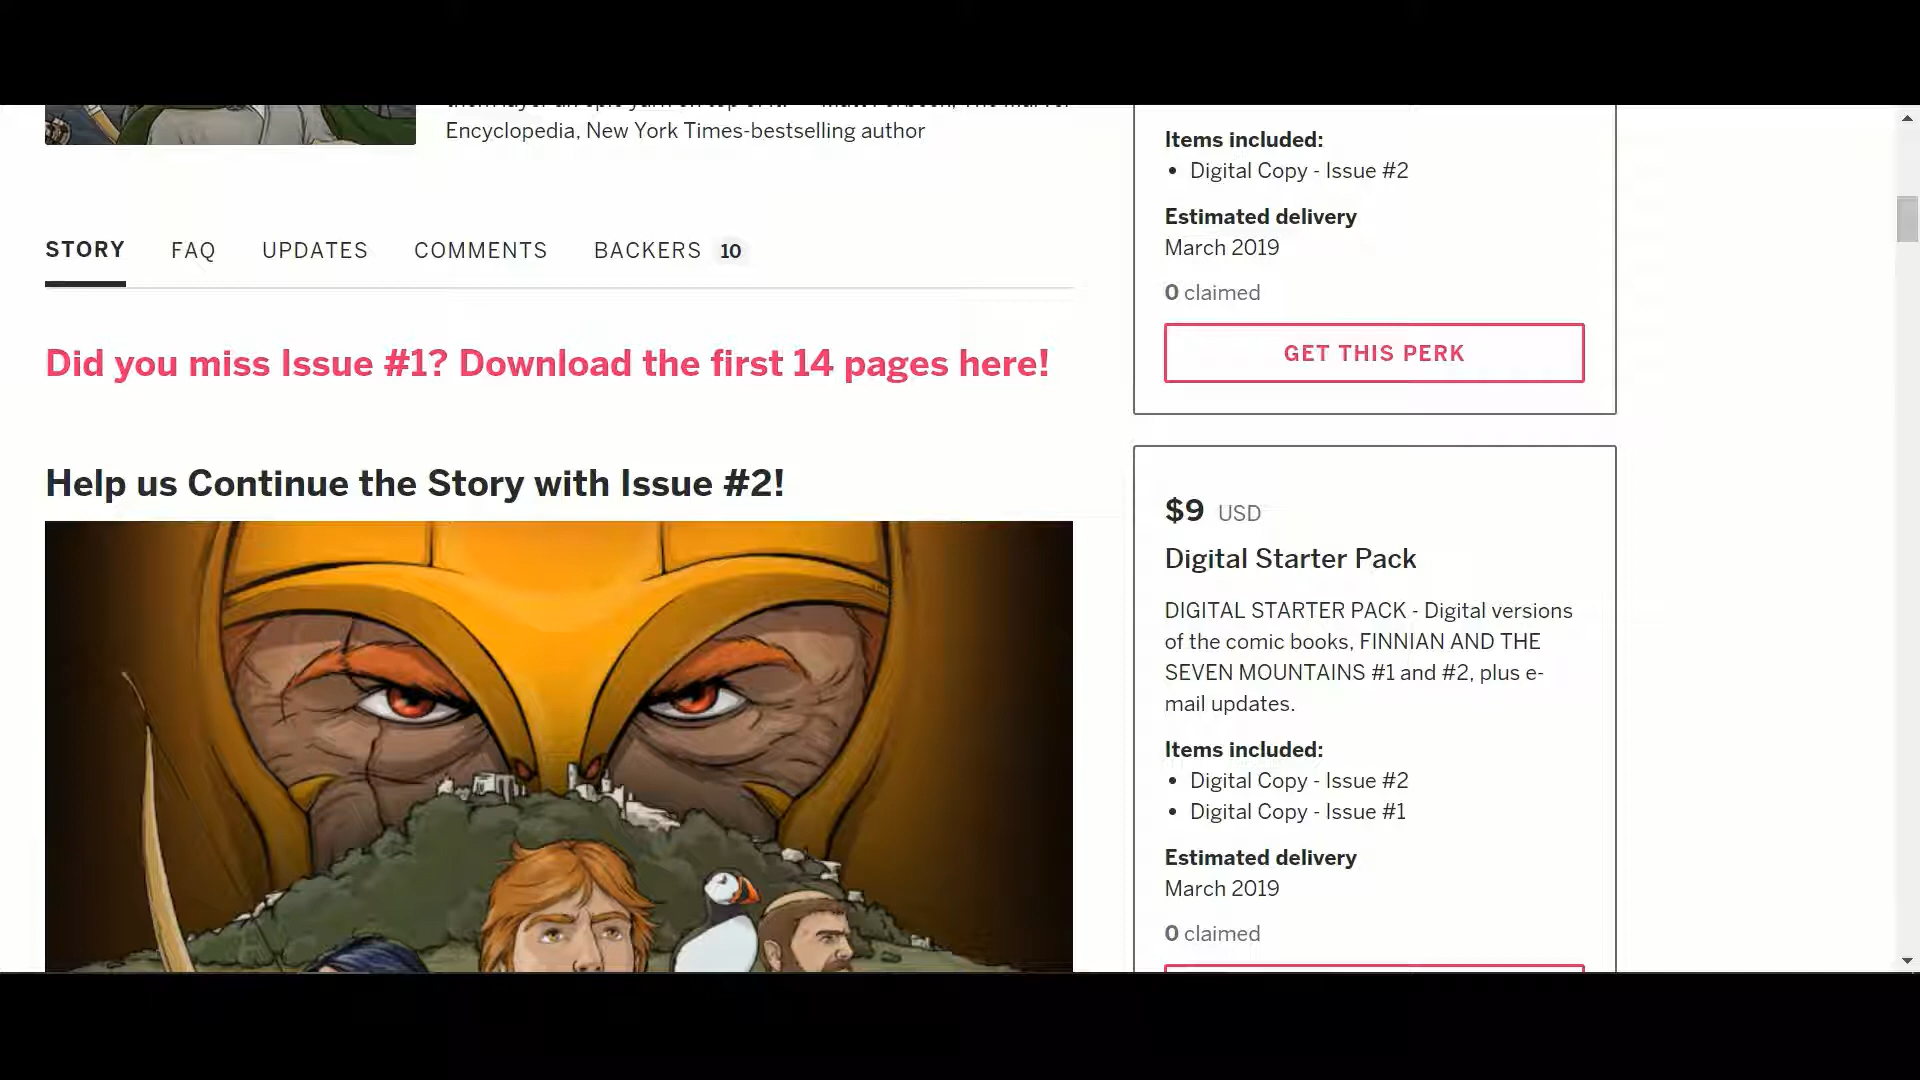 Encyclopedia, New York Times-bestselling author
STORY FAQ UPDATES COMMENTS BACKERS 10
Did you miss Issue #1? Download the first 14 pages here!
Help us Continue the Story with Issue #2!
Items included:
• Digital Copy - Issue #2
Estimated delivery
March 2019
0 claimed
GET THIS PERK
$9 USD
Digital Starter Pack
DIGITAL STARTER PACK - Digital versions
of the comic books, FINNIAN AND THE
SEVEN MOUNTAINS #1 and #2, plus e-
mail updates.
Items included:
• Digital Copy - Issue #2
• Digital Copy - Issue #1
Estimated delivery
March 2019
0 claimed